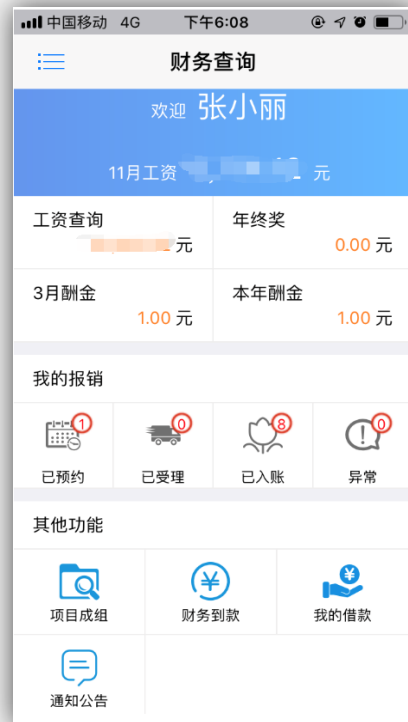 中国移动 4G 下午6:08
财务查询
欢迎 张小丽
11月工资 元
工资查询
元
年终奖
0.00 元
3月酬金
1.00 元
本年酬金
1.00 元
我的报销
1 0 8 0
已预约 已受理 已入账 异常
其他功能
项目成组 财务到款 我的借款
通知公告